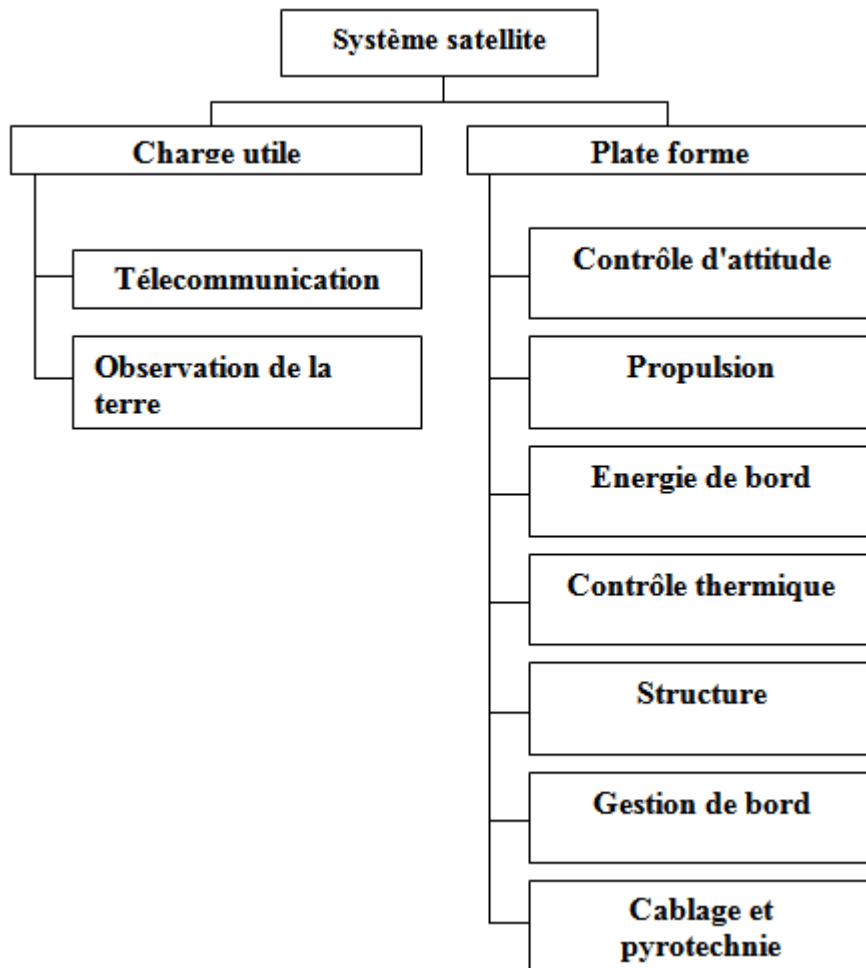 Système satellite
Charge utile
Plate forme
Télécommunication
Observation de la
terre
Contrôle d'attitude
Propulsion
Energie de bord
Contrôle thermique
Structure
Gestion de bord
Cablage et
pyrotechnie